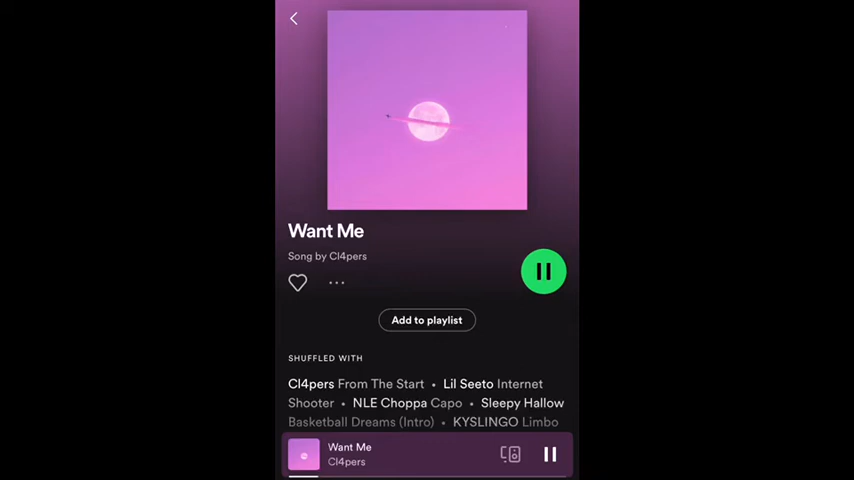 Want Me
Song by Cl4pers
Add to playlist
SHUFFLED WITH
Cl4pers From The Start • Lil Seeto Internet
Shooter • NLE Choppa Capo • Sleepy Hallow
Basketball Dreams (Intro) • KYSLINGO Limbo
Want Me
Cl4pers